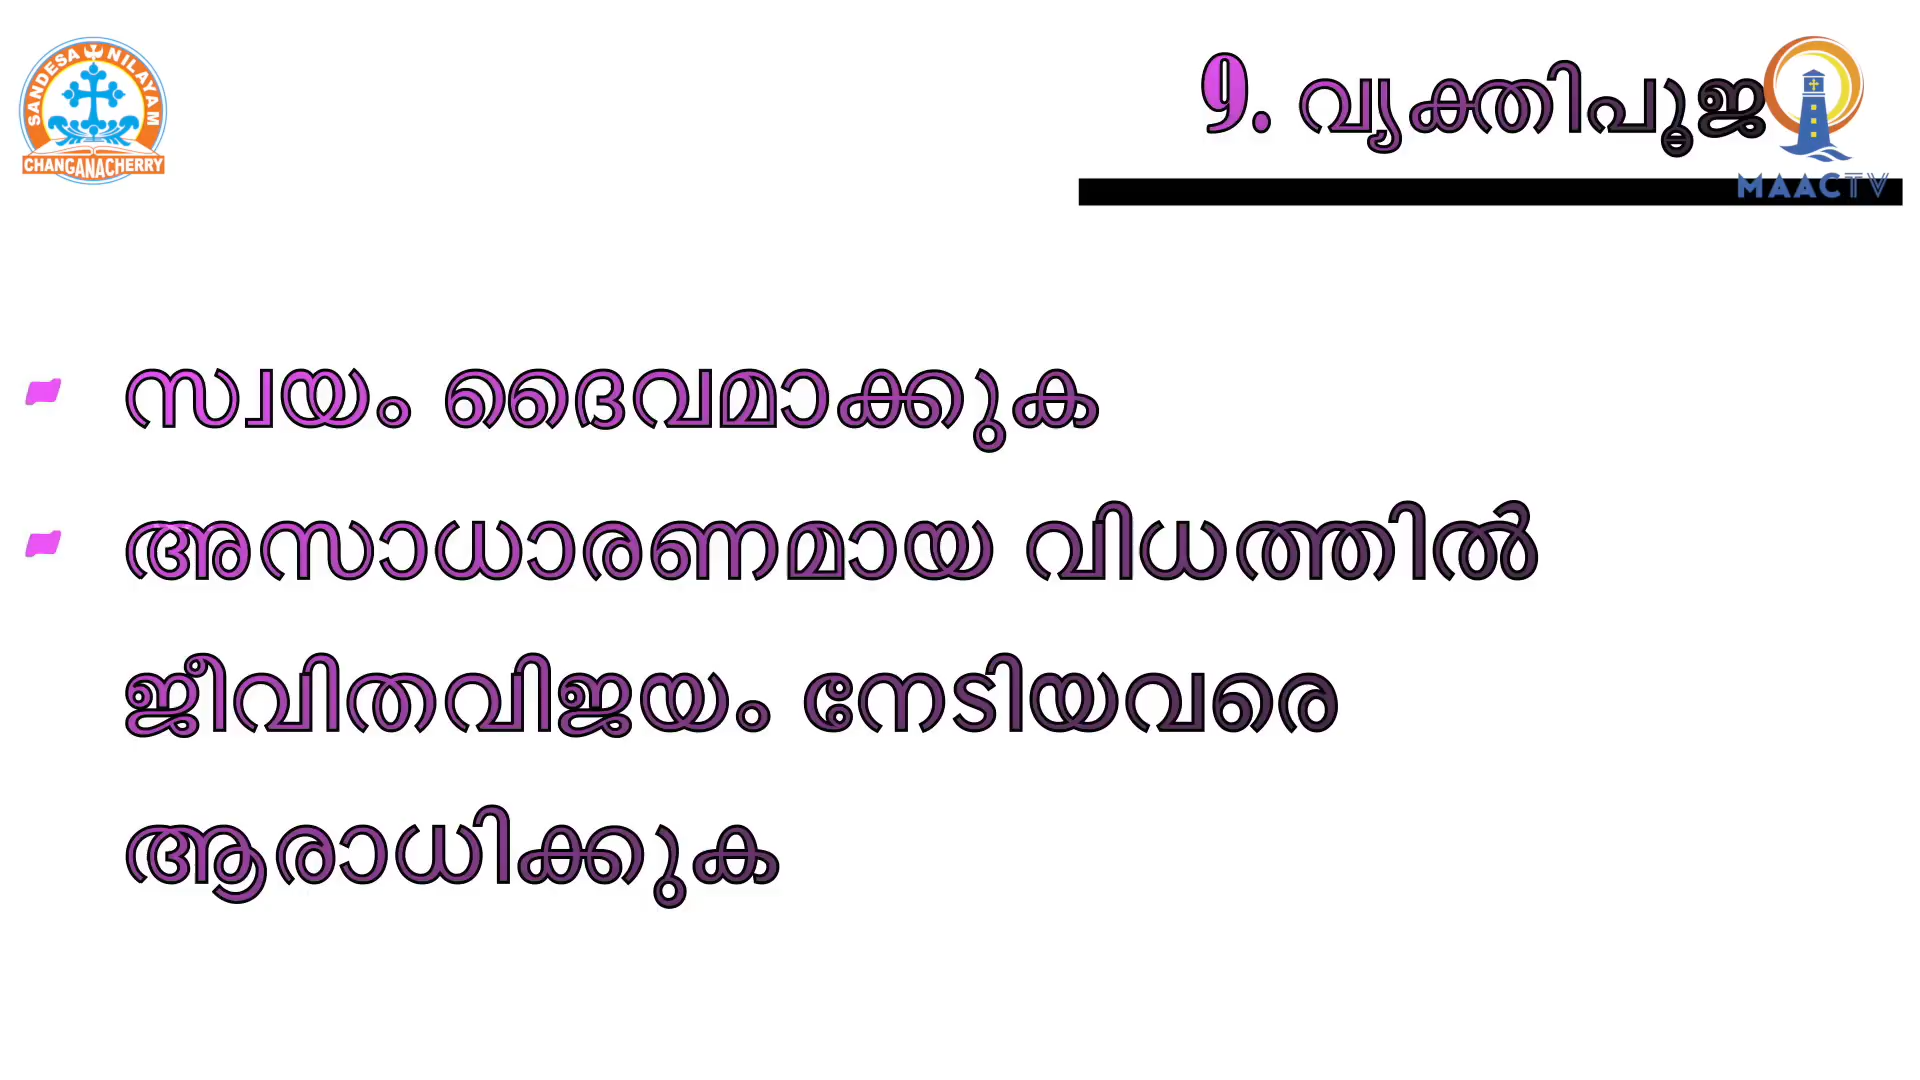 SANDESA NILAYAM
CHANGANACHERRY
9. വ്യക്തിപൂജ
MAACTV
- സ്വയം ദൈവമാക്കുക
- അസാധാരണമായ വിധത്തിൽ
ജീവിതവിജയം നേടിയവരെ
ആരാധിക്കുക